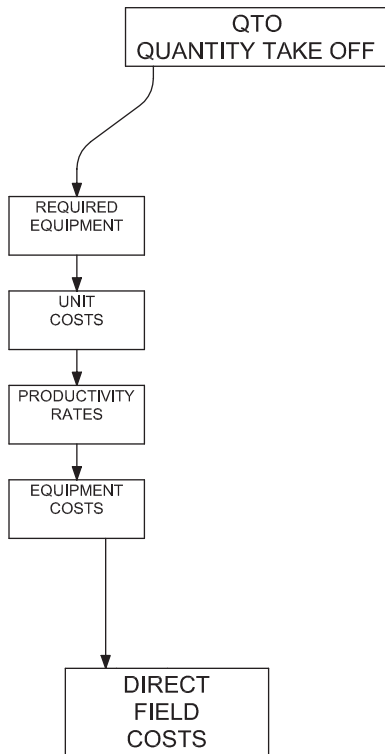 QTO
QUANTITY TAKE OFF
REQUIRED
EQUIPMENT
UNIT
COSTS
PRODUCTIVITY
RATES
EQUIPMENT
COSTS
DIRECT
FIELD
COSTS